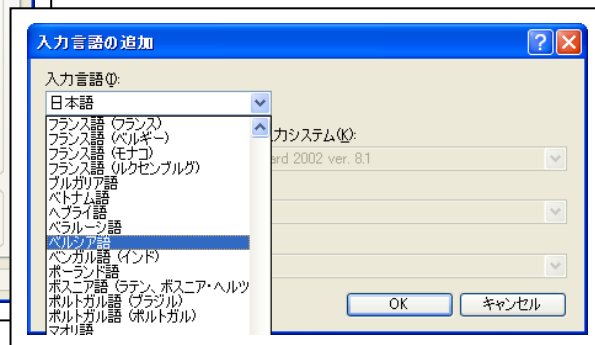 入力言語の追加
入力言語(I):
日本語
フランス語 (フランス)
フランス語 (ベルギー)
フランス語 (モナコ)
フランス語 (ルクセンブルグ)
ブルガリア語
ベトナム語
ヘブライ語
ベラルーシ語
ペルシア語
ベンガル語 (インド)
ポーランド語
ボスニア語 (ラテン、ボスニア・ヘルツ
ポルトガル語 (ブラジル)
ポルトガル語 (ポルトガル)
マオリ語
力システム(K):
ard 2002 ver. 8.1
OK
キャンセル